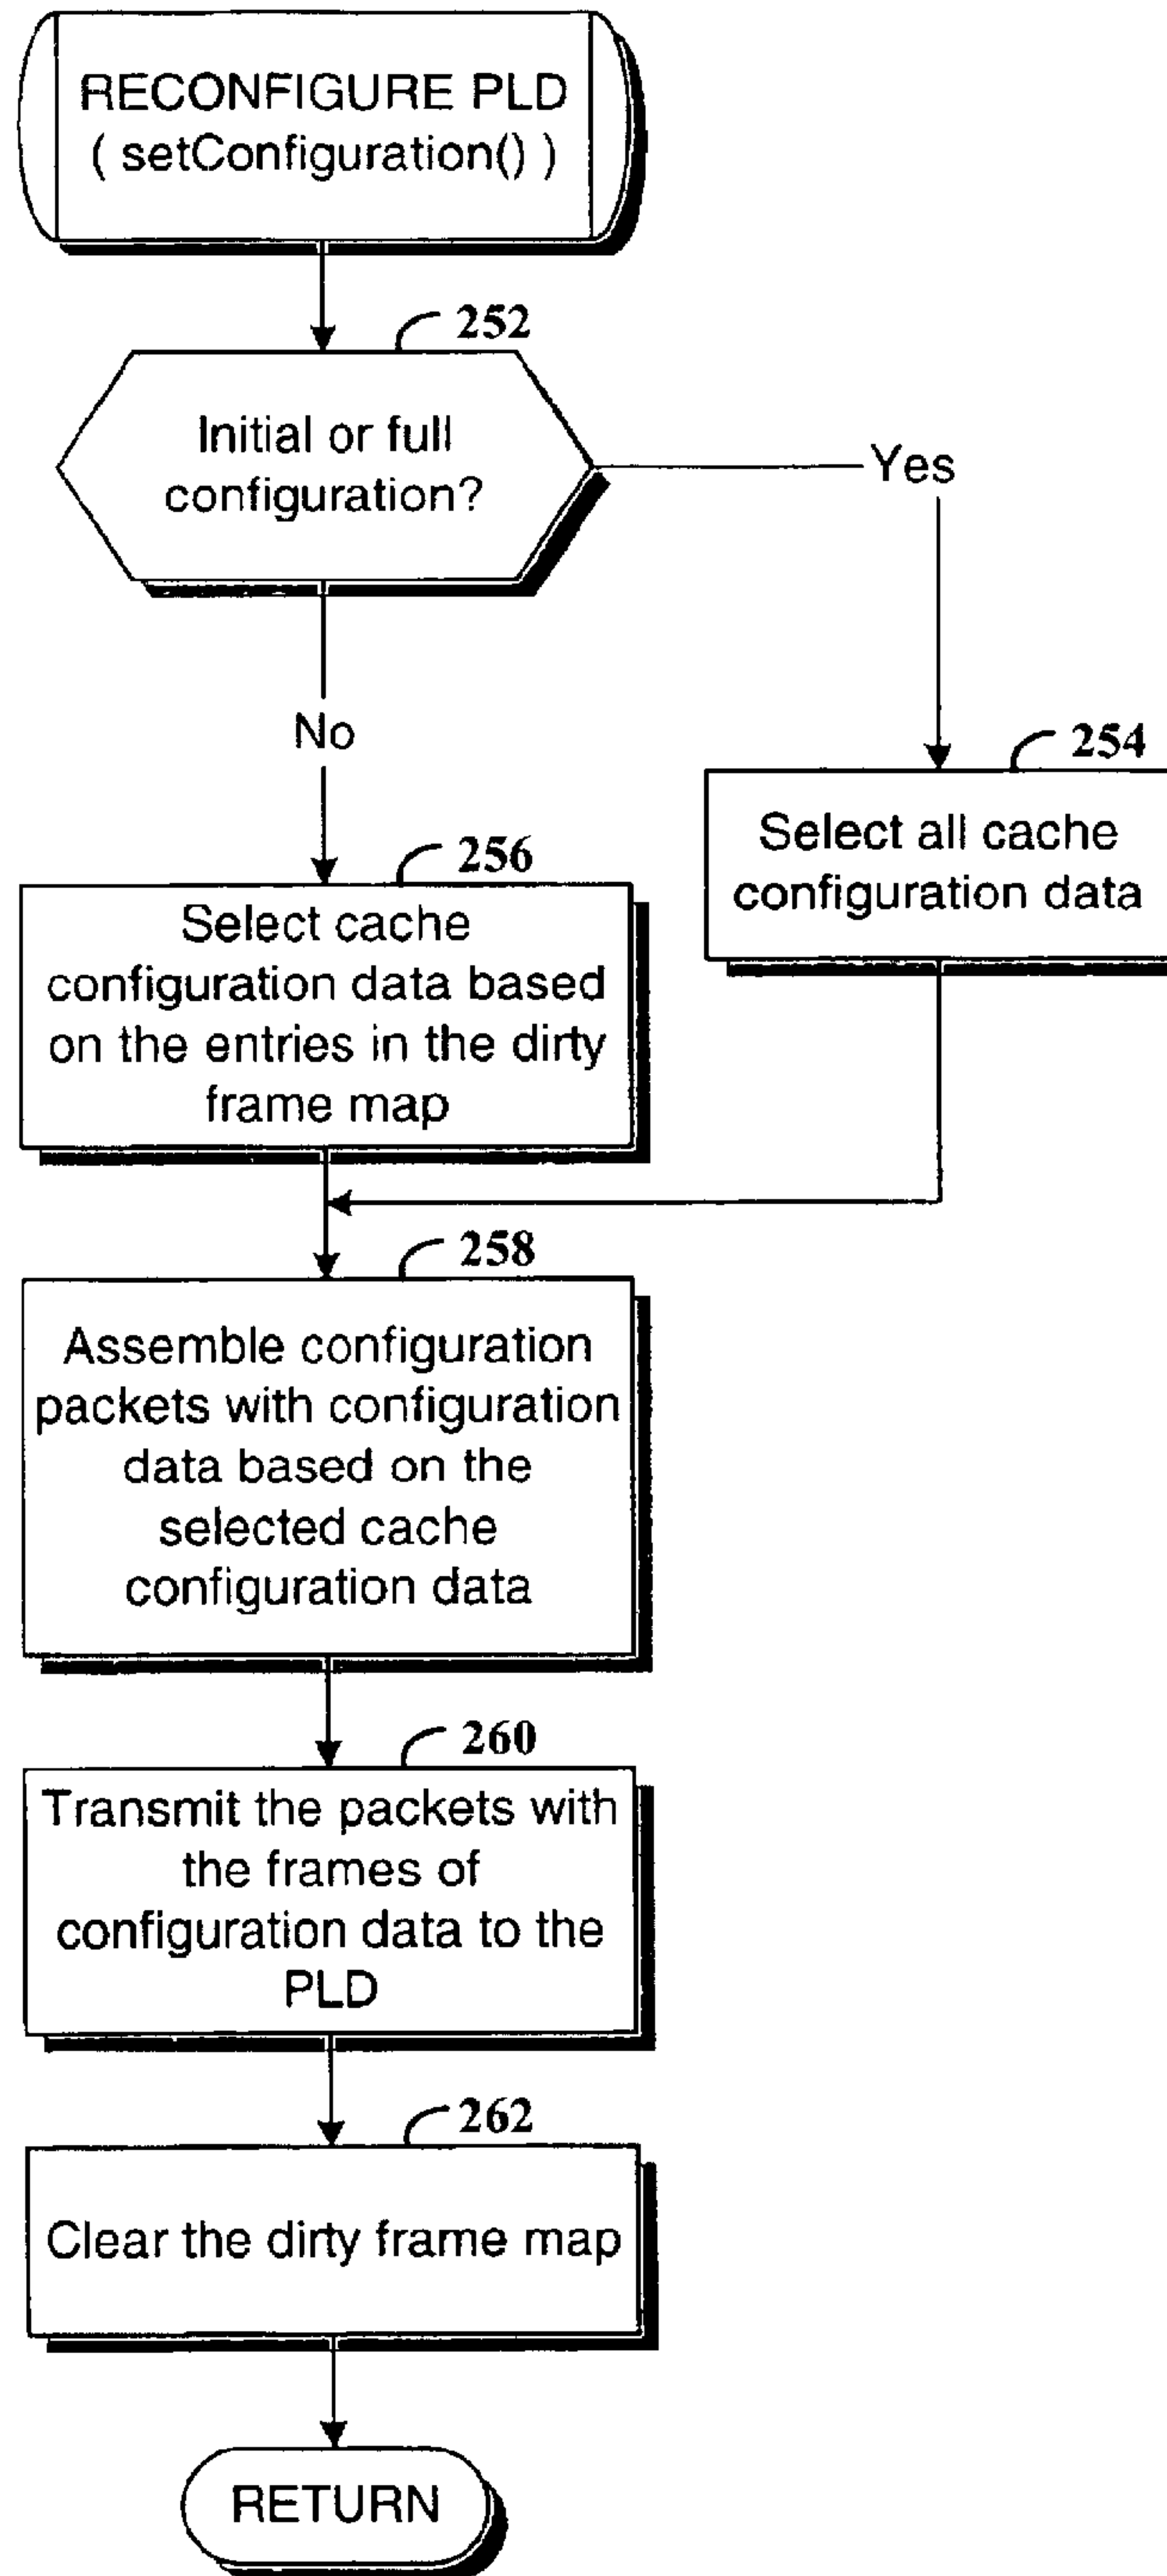 RECONFIGURE PLD
( setConfiguration() )
252
Initial or full
configuration?
Yes
No
254
Select all cache
configuration data
256
Select cache
configuration data based
on the entries in the dirty
frame map
258
Assemble configuration
packets with configuration
data based on the
selected cache
configuration data
260
Transmit the packets with
the frames of
configuration data to the
PLD
262
Clear the dirty frame map
RETURN